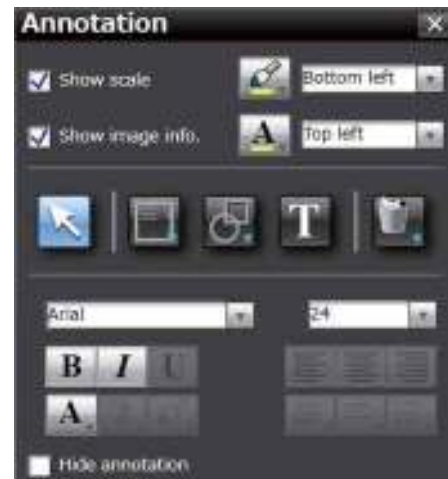 Annotation
Show scale
Bottom left
Show image info.
A
Top left
T
Arial
24
B I U
A
Hide annotation